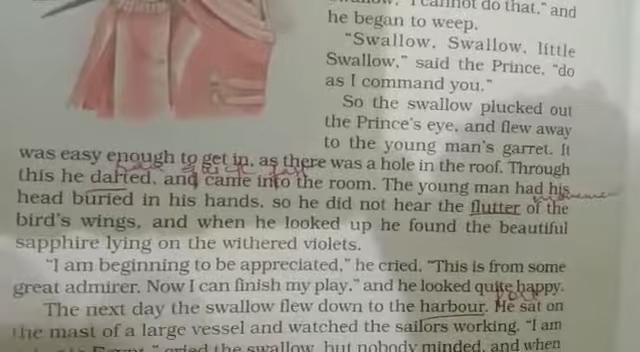 Swallow, I cannot do that," and
he began to weep.
"Swallow, Swallow, little
Swallow," said the Prince, "do
as I command you."
So the swallow plucked out
the Prince's eye, and flew away
to the young man's garret. It
was easy enough to get in, as there was a hole in the roof. Through
this he darted, and came into the room. The young man had his
head buried in his hands, so he did not hear the flutter of the
bird's wings, and when he looked up he found the beautiful
sapphire lying on the withered violets.
"I am beginning to be appreciated," he cried. "This is from some
great admirer. Now I can finish my play," and he looked quite happy.
port
The next day the swallow flew down to the harbour. He sat on
the mast of a large vessel and watched the sailors working. "I am
cried the swallow, but nobody minded, and when